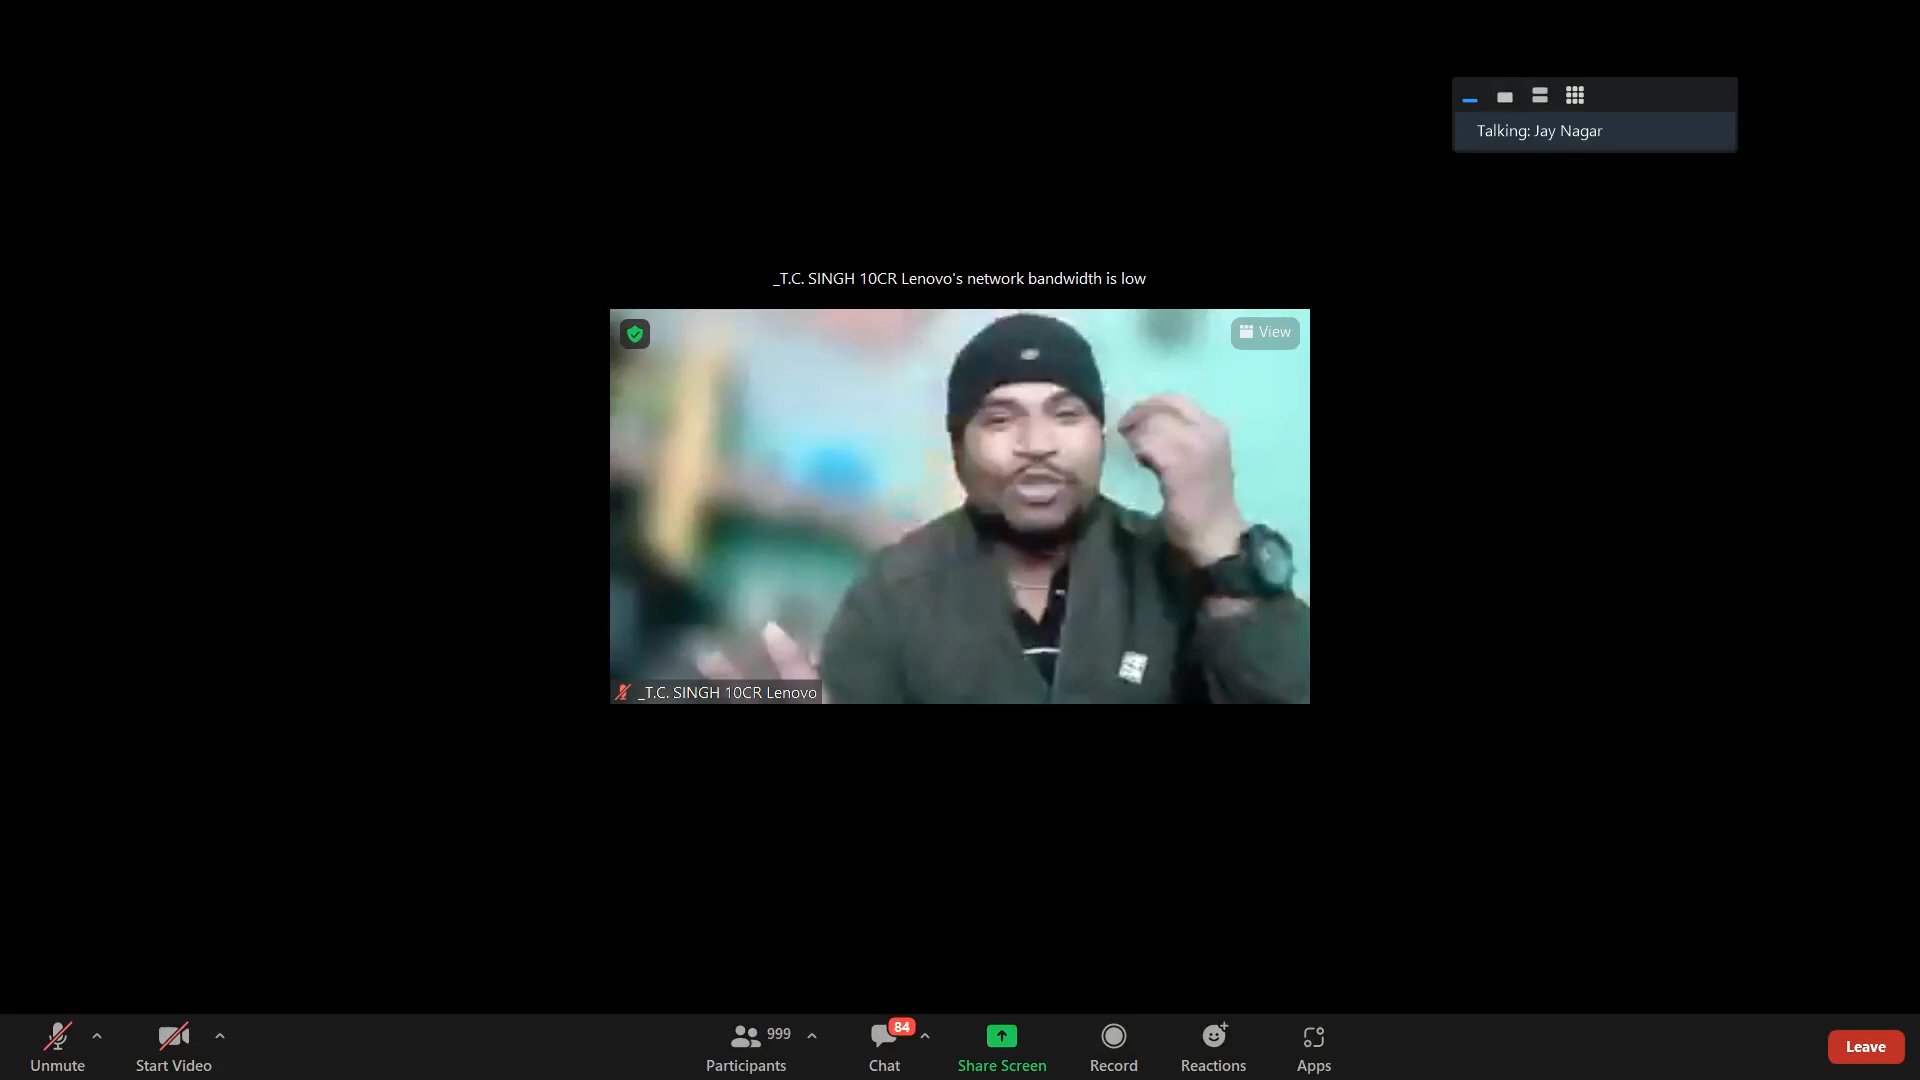 Talking: Jay Nagar
_T.C. SINGH 10CR Lenovo's network bandwidth is low
View
_T.C. SINGH 10CR Lenovo
Unmute
Start Video
999
Participants
84
Chat
Share Screen
Record
Reactions
Apps
Leave